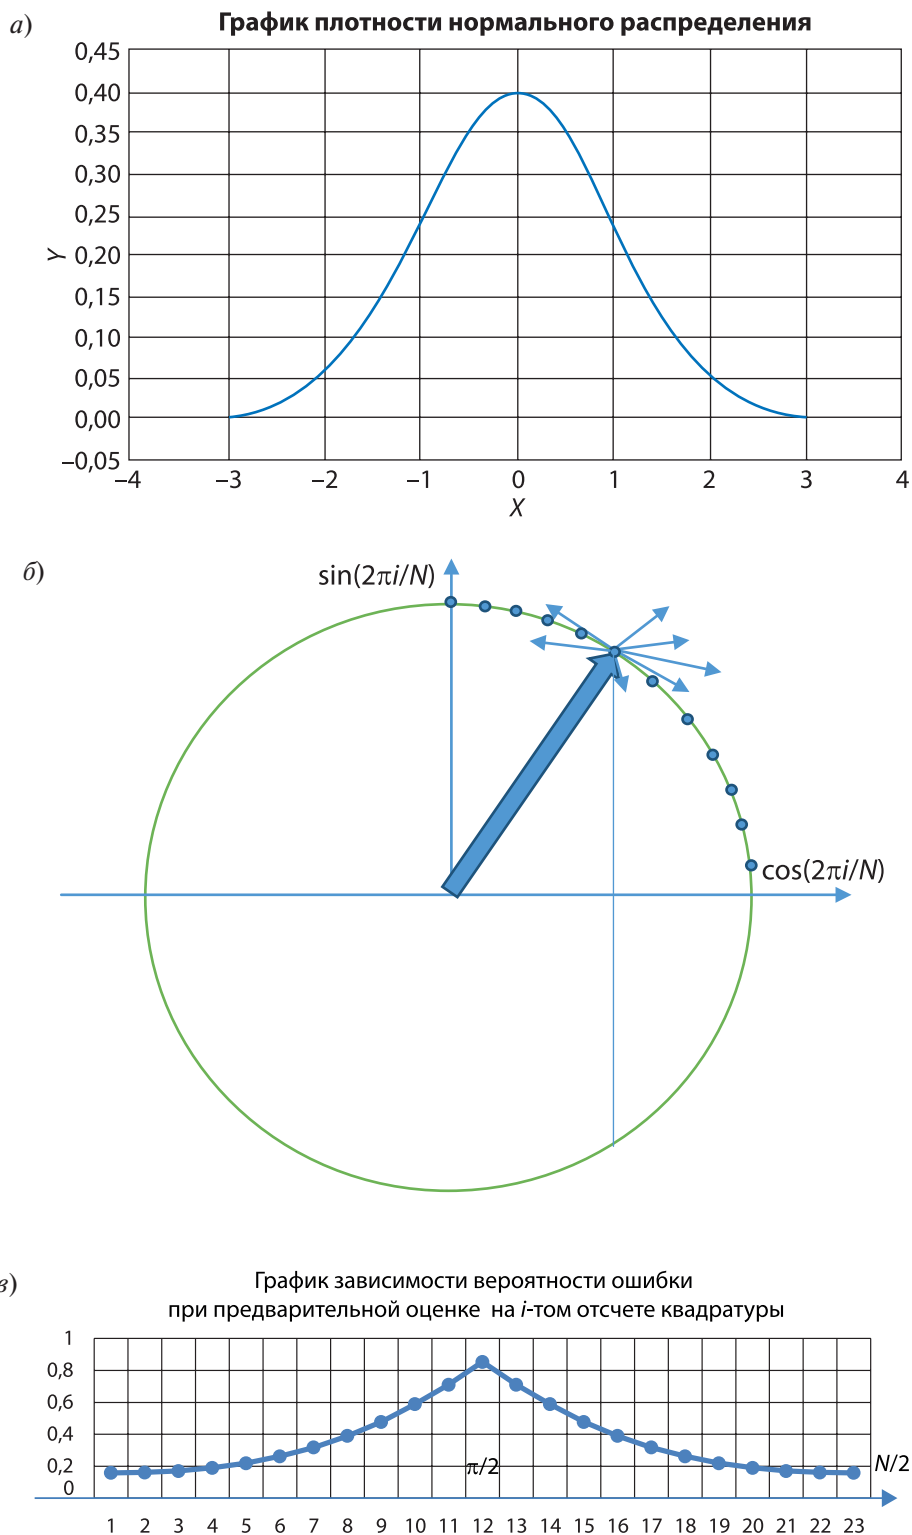 а)
График плотности нормального распределения
0,45
0,40
0,35
0,30
0,25
0,20
0,15
0,10
0,05
0,00
–0,05
Y
–4 –3 –2 –1 0 1 2 3 4
X
б)
sin(2πi/N)
cos(2πi/N)
в)
График зависимости вероятности ошибки
при предварительной оценке на i-том отсчете квадратуры
1
0,8
0,6
0,4
0,2
0
π/2
N/2
1 2 3 4 5 6 7 8 9 10 11 12 13 14 15 16 17 18 19 20 21 22 23